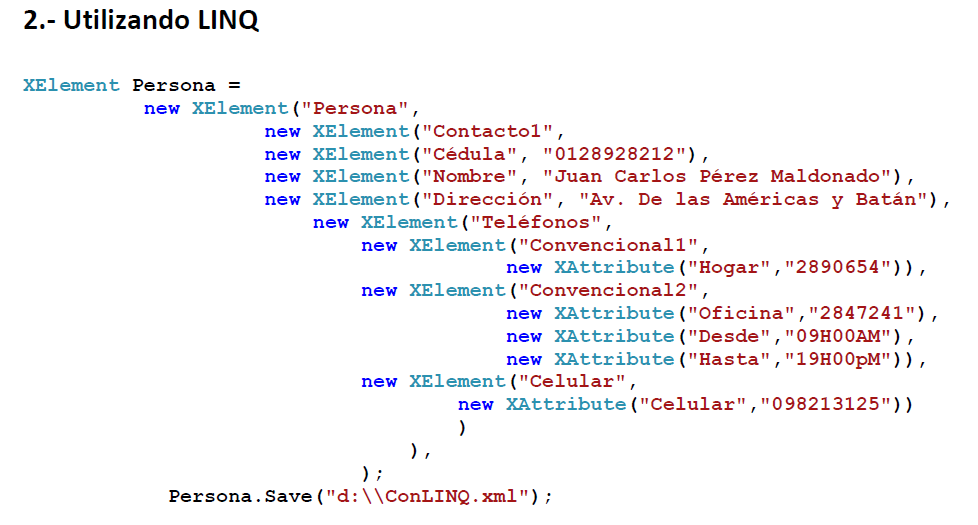 2.- Utilizando LINQ
XElement Persona =
new XElement("Persona",
new XElement("Contacto1",
new XElement("Cédula", "0128928212"),
new XElement("Nombre", "Juan Carlos Pérez Maldonado"),
new XElement("Dirección", "Av. De las Américas y Batán"),
new XElement("Teléfonos",
new XElement("Convencional1",
new XAttribute("Hogar","2890654")),
new XElement("Convencional2",
new XAttribute("Oficina","2847241"),
new XAttribute("Desde","09H00AM"),
new XAttribute("Hasta","19H00pM")),
new XElement("Celular",
new XAttribute("Celular","098213125"))
)
),
);
Persona.Save("d:\\ConLINQ.xml");